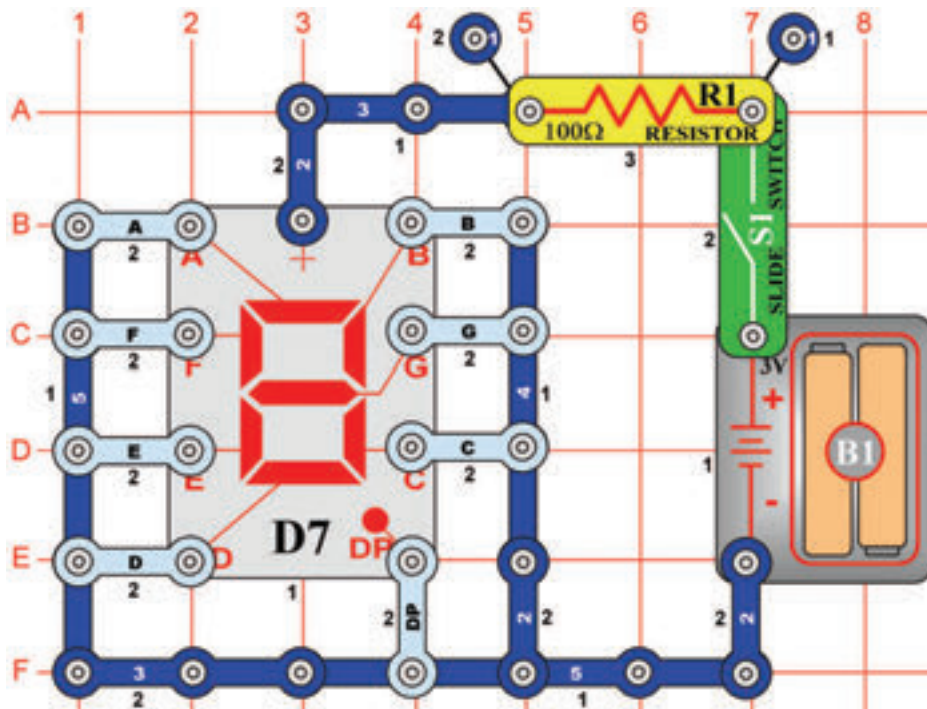 1 2 3 4 5 6 7 8
2 1 1 1
A 3 R1
100Ω RESISTOR
2 2 1 3
B A A + B B 2 S1 SLIDE SWITCH
2 2
C F F G G
2 2 3V
1 5 4 1 +
D E E C C 1 B1
2 2 -
D7 DP
E D D
2 1 2 DP 2 2 2 2
F 3 5
2 1